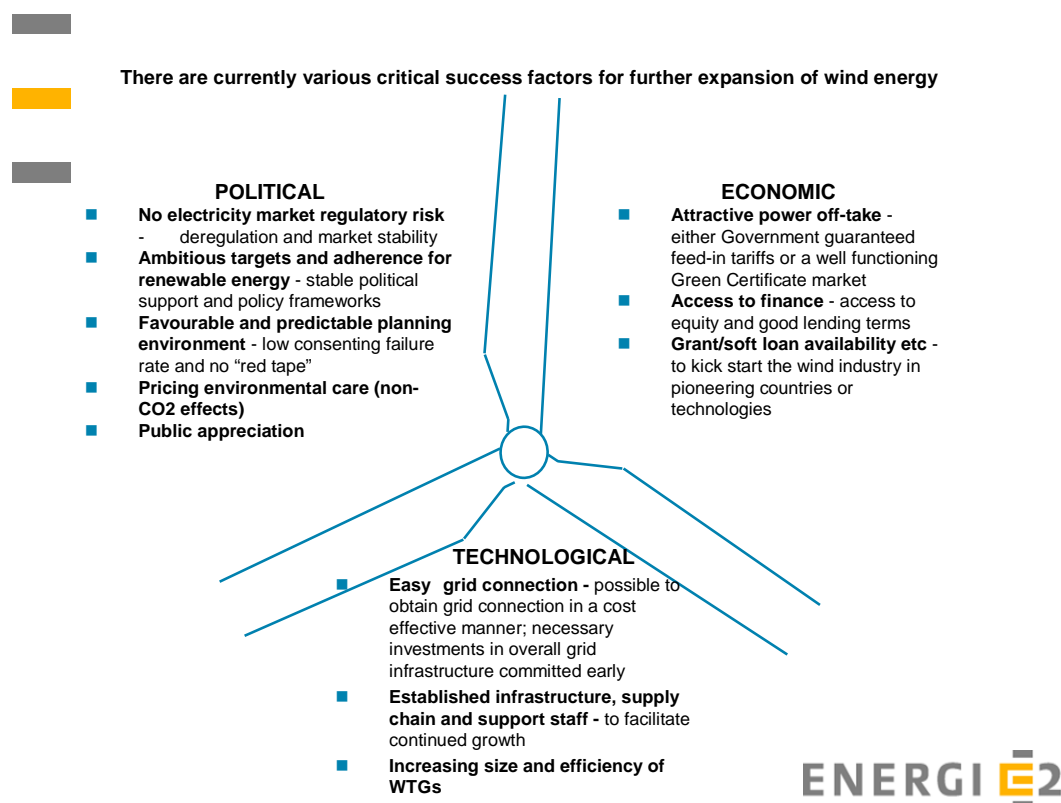 There are currently various critical success factors for further expansion of wind energy
POLITICAL
■ No electricity market regulatory risk
- deregulation and market stability
■ Ambitious targets and adherence for
renewable energy - stable political
support and policy frameworks
■ Favourable and predictable planning
environment - low consenting failure
rate and no “red tape”
■ Pricing environmental care (non-
CO2 effects)
■ Public appreciation
ECONOMIC
■ Attractive power off-take -
either Government guaranteed
feed-in tariffs or a well functioning
Green Certificate market
■ Access to finance - access to
equity and good lending terms
■ Grant/soft loan availability etc -
to kick start the wind industry in
pioneering countries or
technologies
TECHNOLOGICAL
■ Easy grid connection - possible to
obtain grid connection in a cost
effective manner; necessary
investments in overall grid
infrastructure committed early
■ Established infrastructure, supply
chain and support staff - to facilitate
continued growth
■ Increasing size and efficiency of
WTGs
ENERGI E2